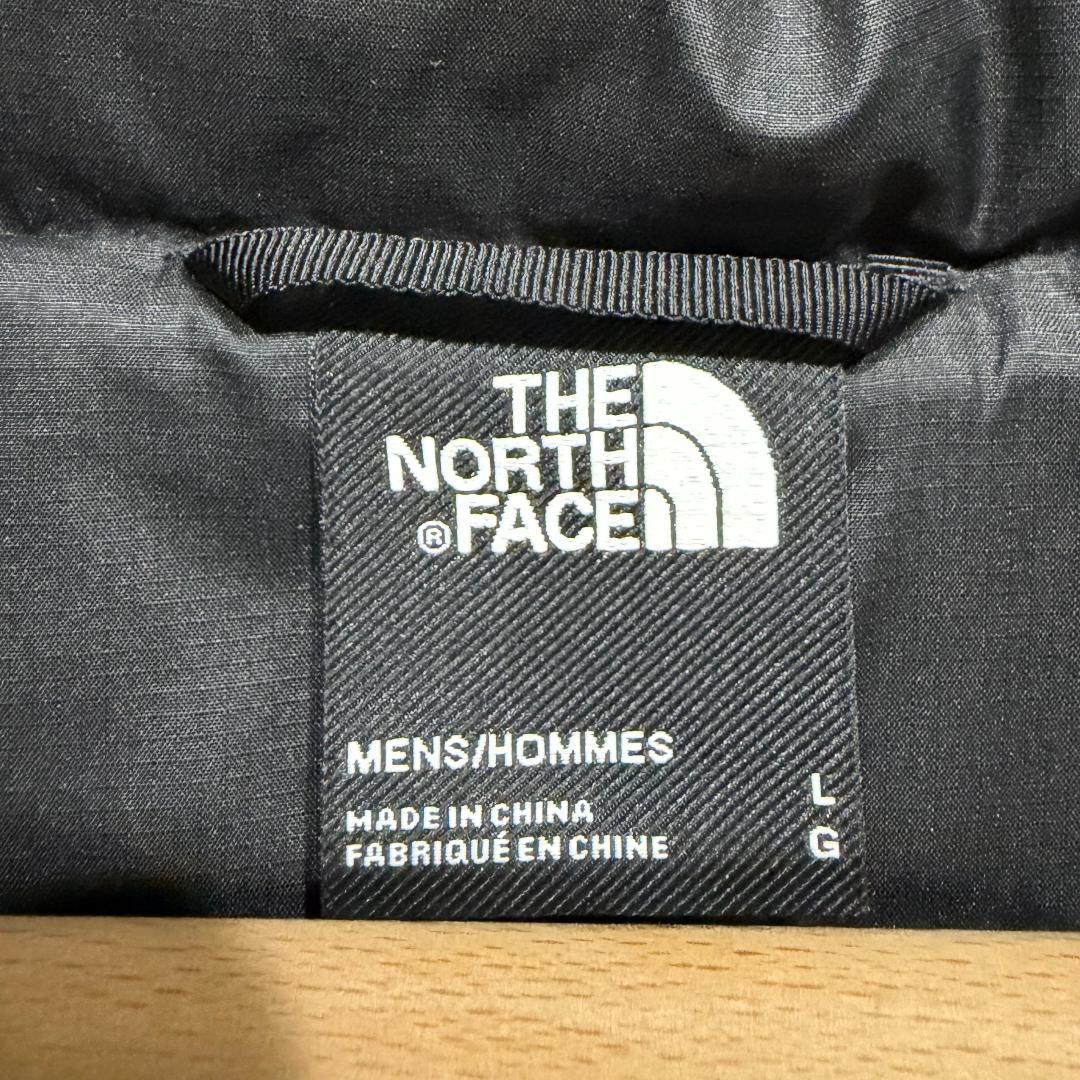 THE
NORTH
® FACE
MENS/HOMMES
L
MADE IN CHINA
FABRIQUÉ EN CHINE
G